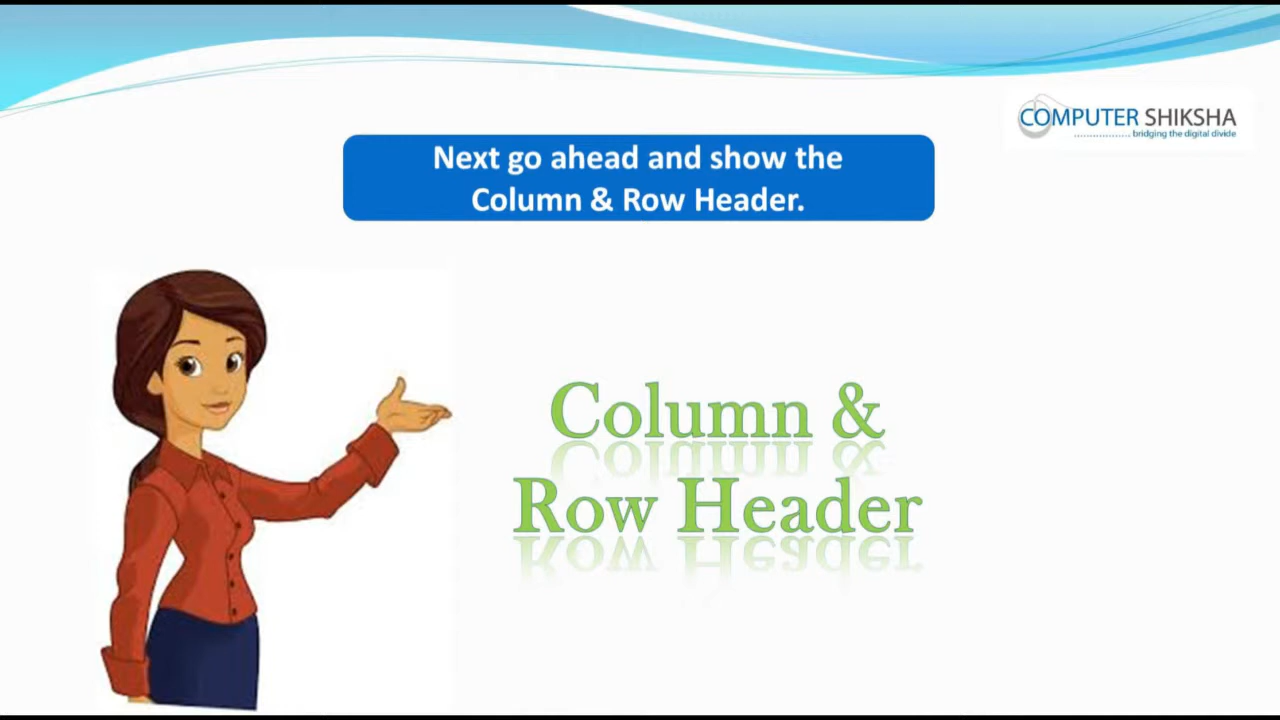 COMPUTER SHIKSHA
bridging the digital divide
Next go ahead and show the
Column & Row Header.
Column &
Row Header